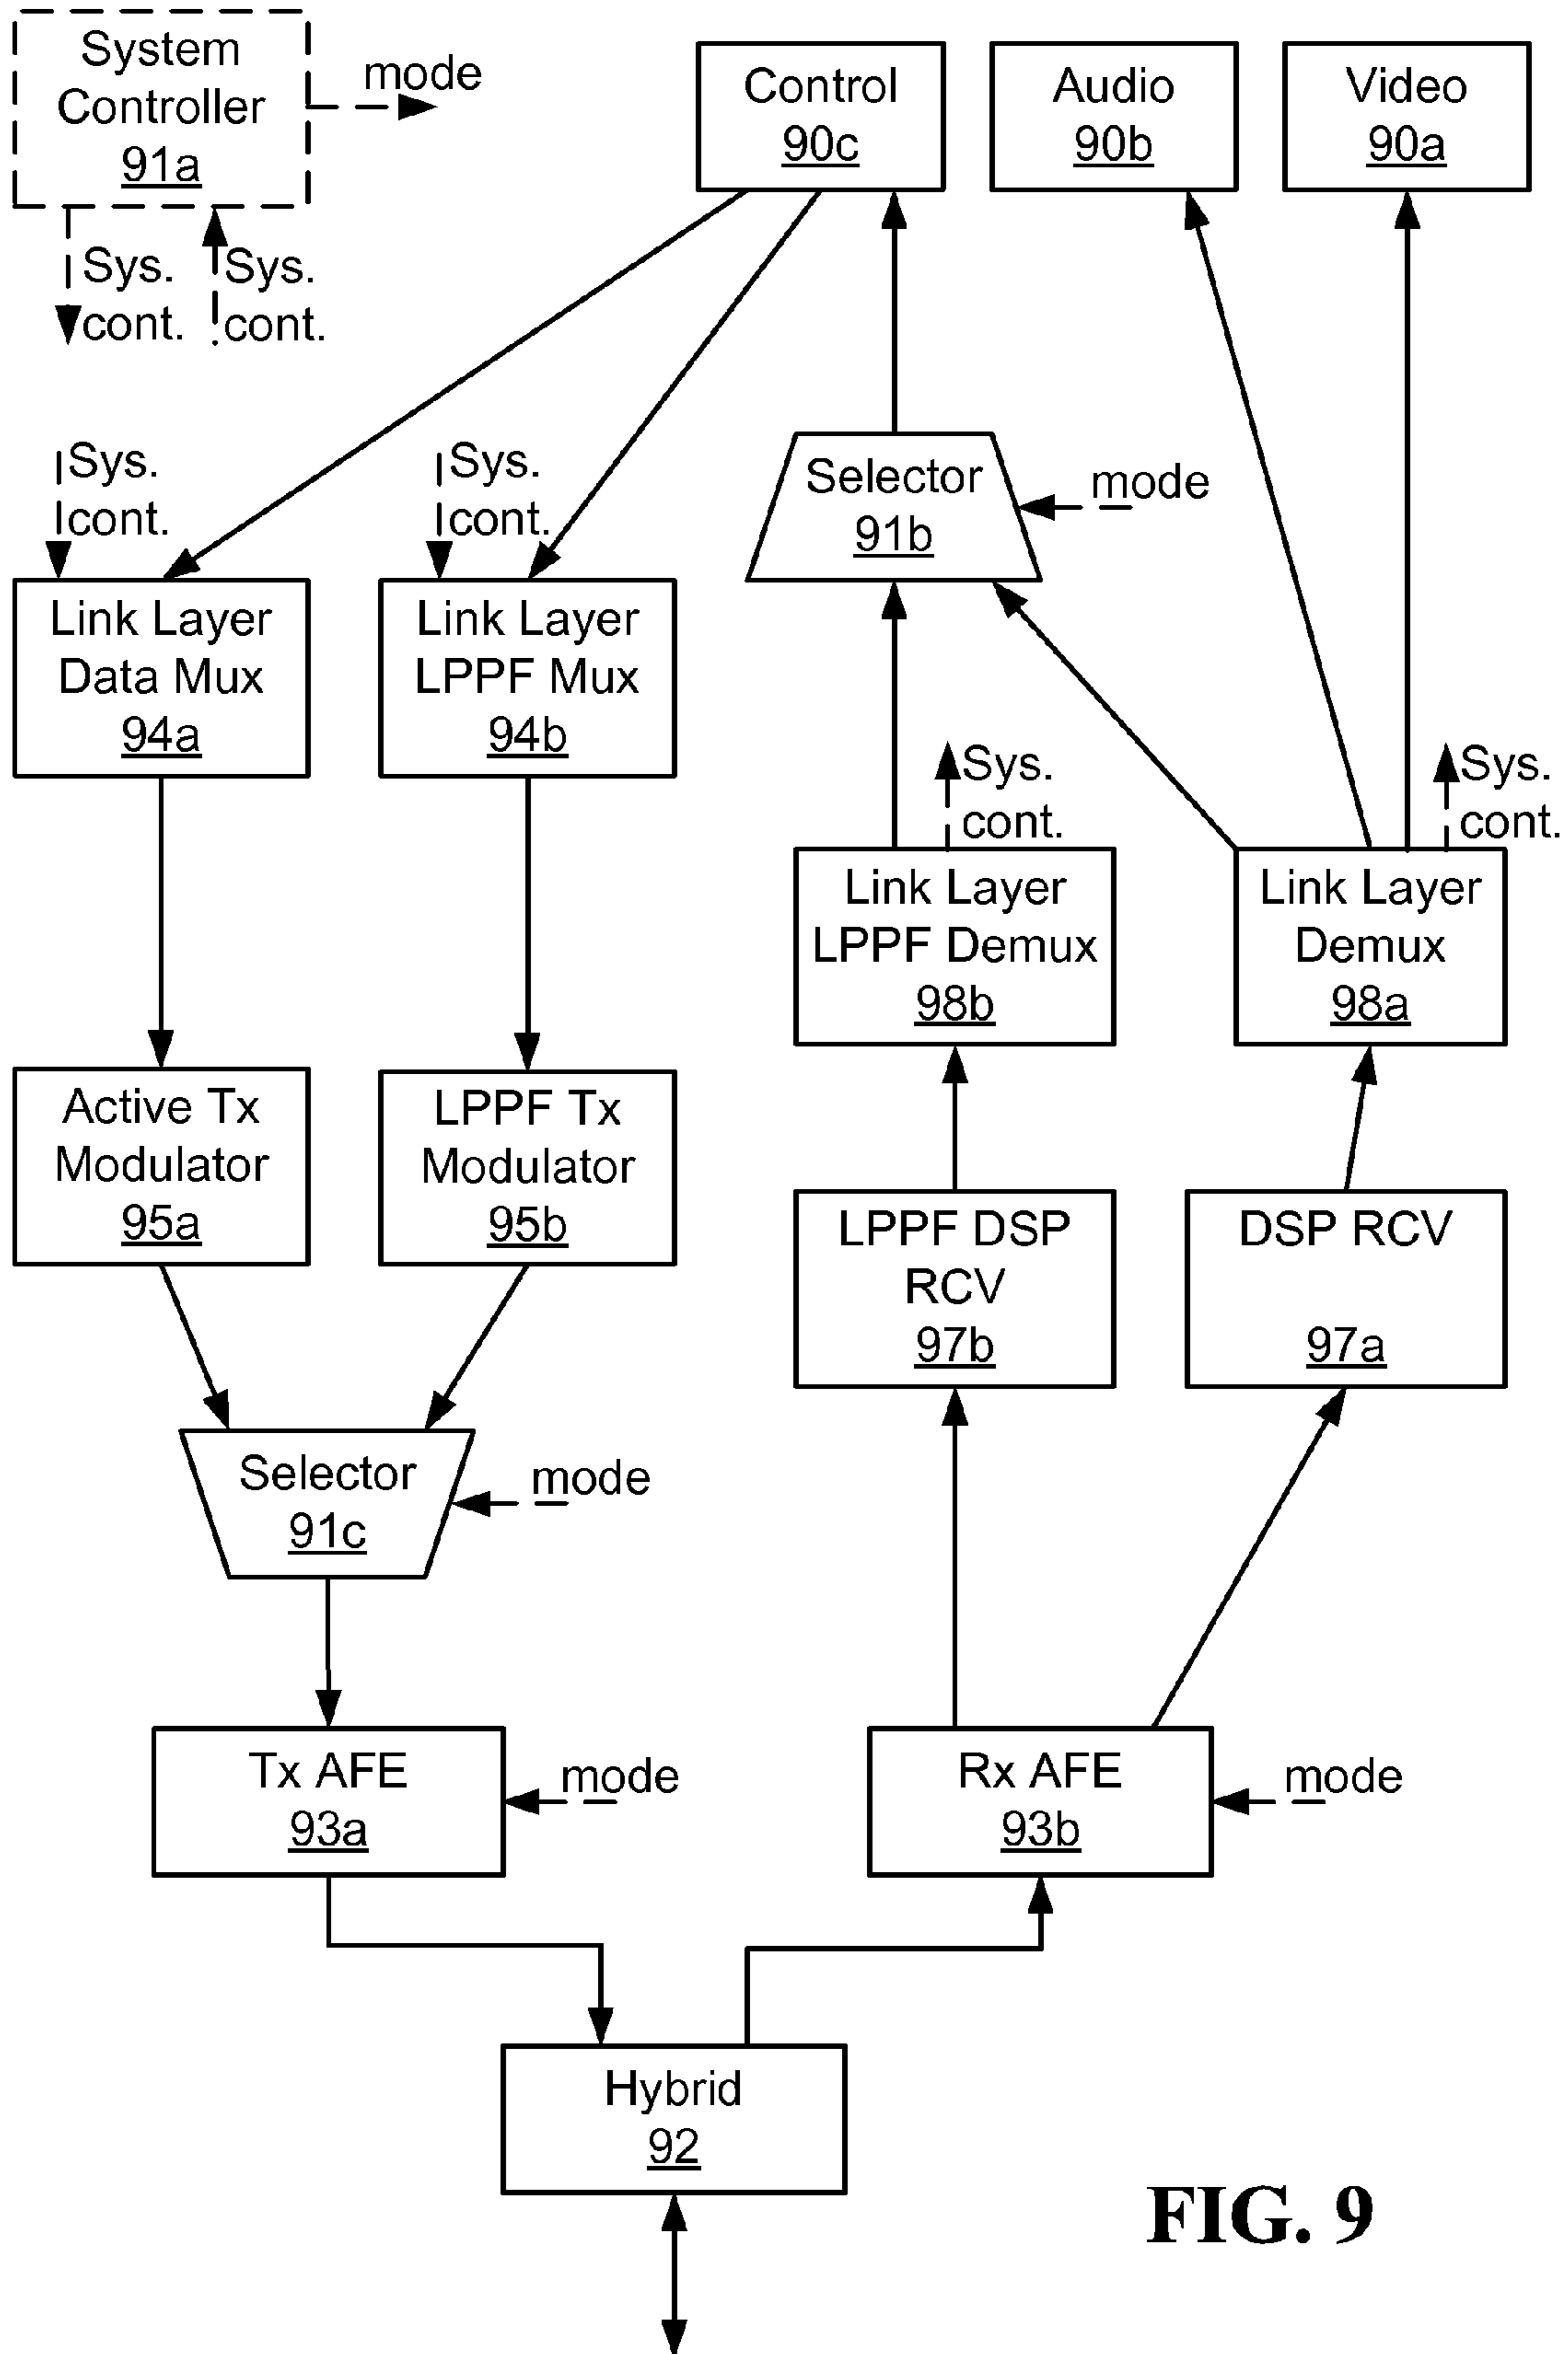 System
Controller
91a
mode
Control
90c
Audio
90b
Video
90a
Sys.
cont.
Sys.
cont.
Sys.
cont.
Sys.
cont.
Selector
91b
mode
Link Layer
Data Mux
94a
Link Layer
LPPF Mux
94b
Sys.
cont.
Sys.
cont.
Link Layer
LPPF Demux
98b
Link Layer
Demux
98a
Active Tx
Modulator
95a
LPPF Tx
Modulator
95b
LPPF DSP
RCV
97b
DSP RCV
97a
Selector
91c
mode
Tx AFE
93a
mode
Rx AFE
93b
mode
Hybrid
92
FIG. 9